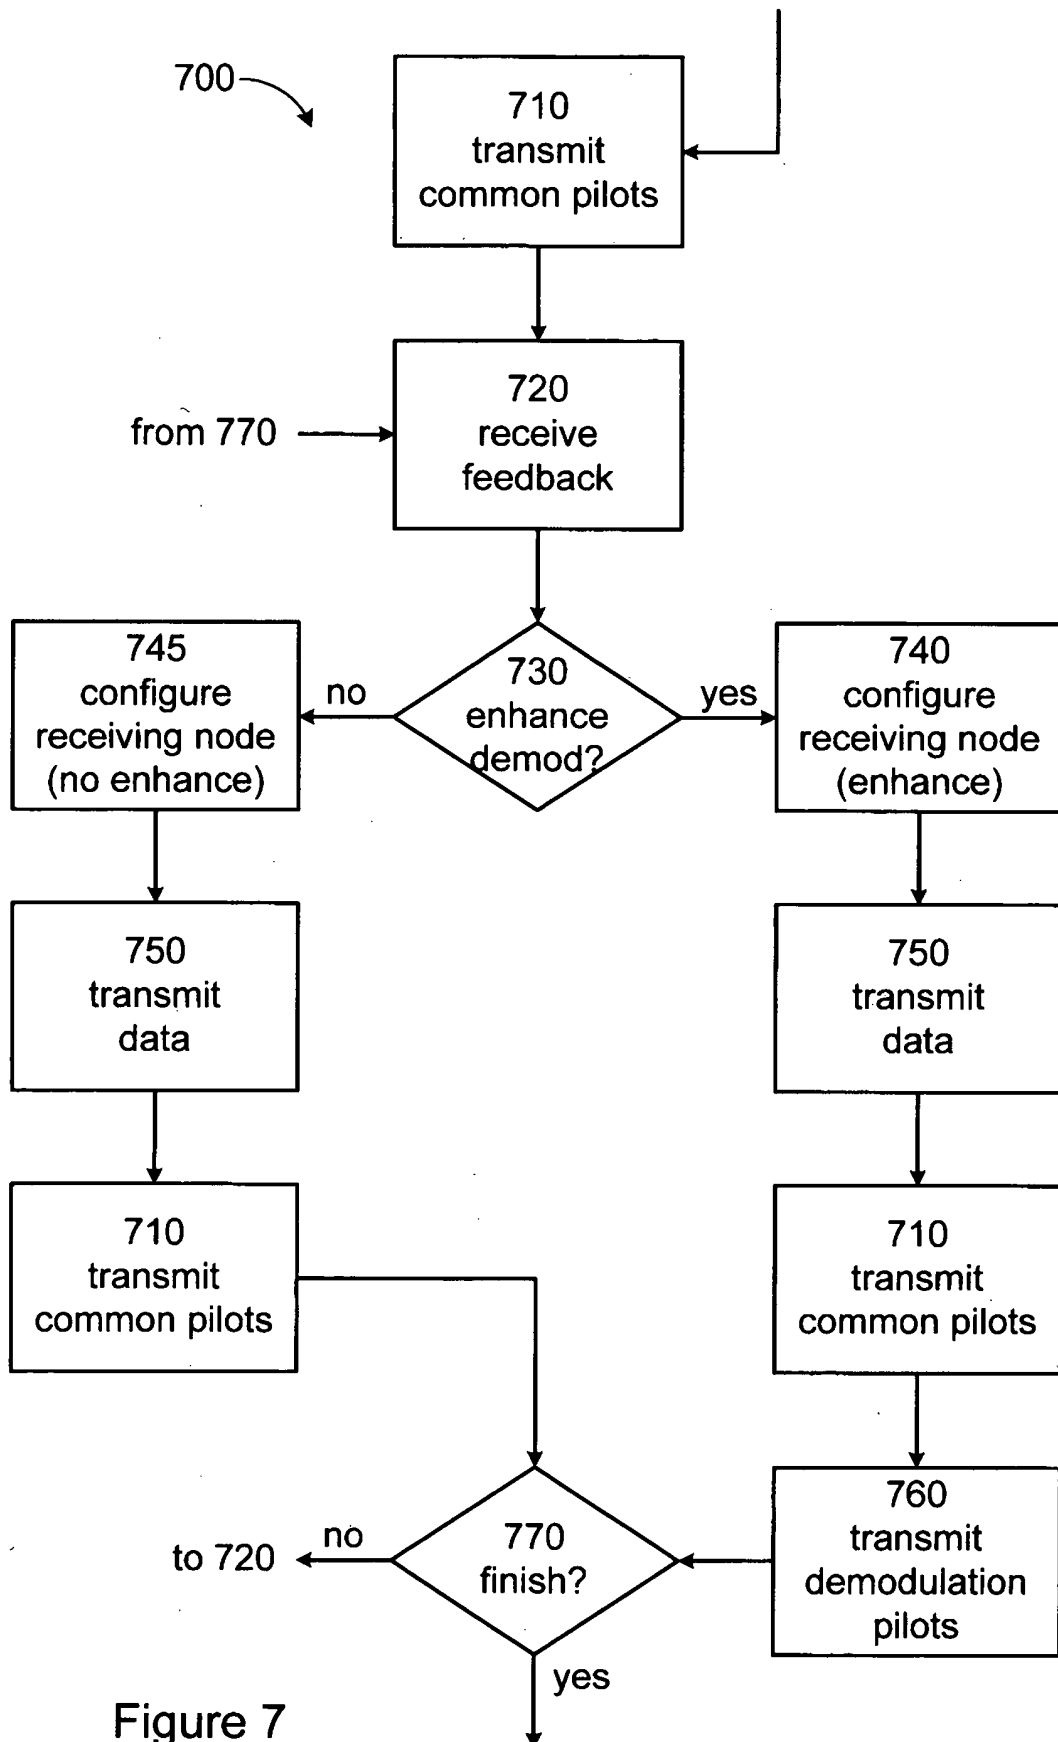 700
710
transmit
common pilots
720
receive
feedback
from 770
730
enhance
demod?
no
yes
745
configure
receiving node
(no enhance)
740
configure
receiving node
(enhance)
750
transmit
data
750
transmit
data
710
transmit
common pilots
710
transmit
common pilots
760
transmit
demodulation
pilots
770
finish?
no
to 720
yes
Figure 7